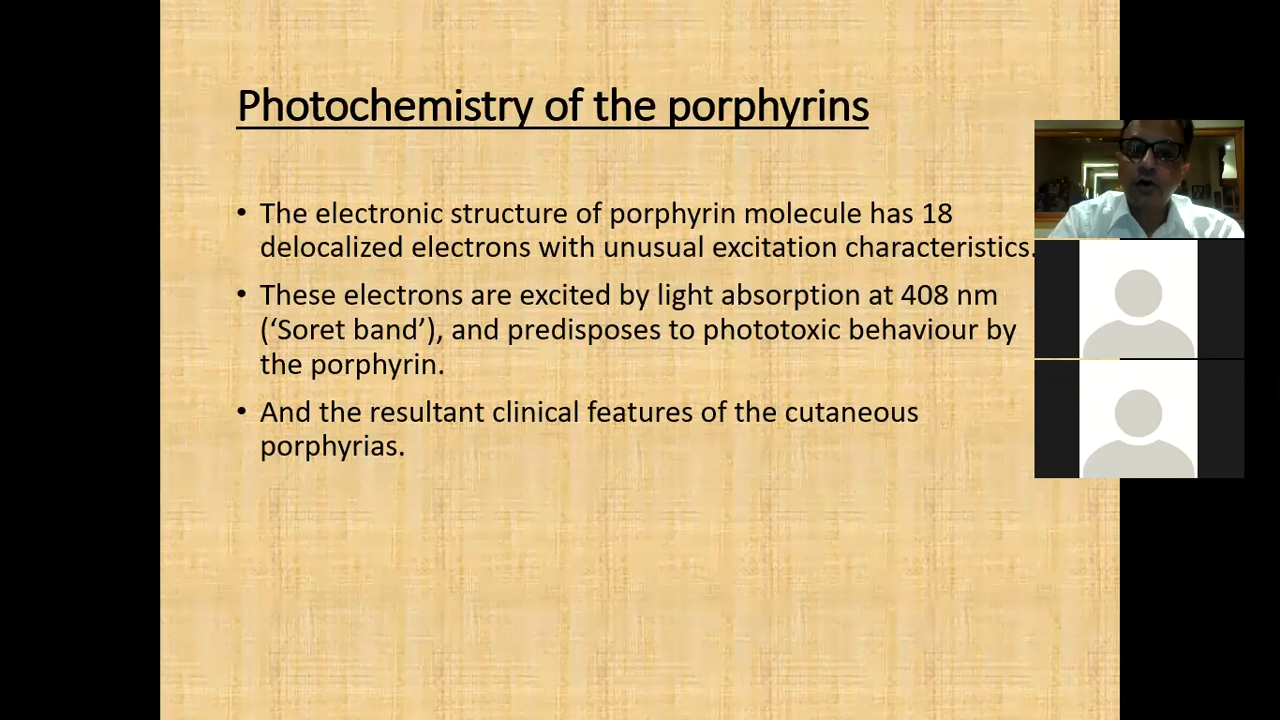 Photochemistry of the porphyrins
• The electronic structure of porphyrin molecule has 18
delocalized electrons with unusual excitation characteristics.
• These electrons are excited by light absorption at 408 nm
(‘Soret band’), and predisposes to phototoxic behaviour by
the porphyrin.
• And the resultant clinical features of the cutaneous
porphyrias.